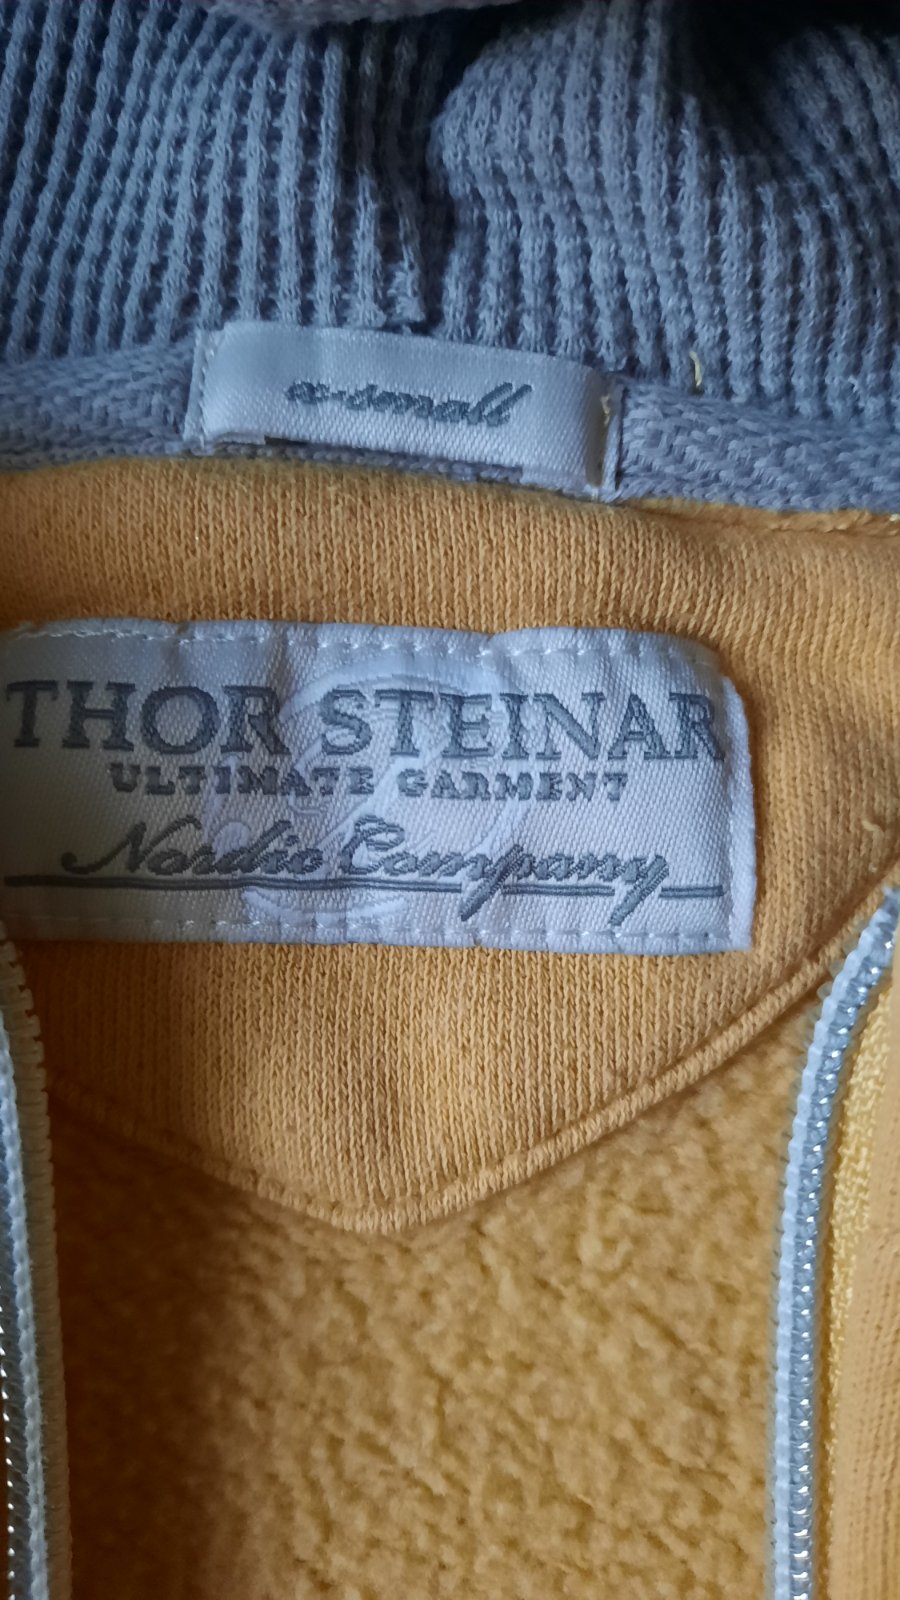 x-small
THOR STEINAR
ULTIMATE GARMENT
Nordic Company